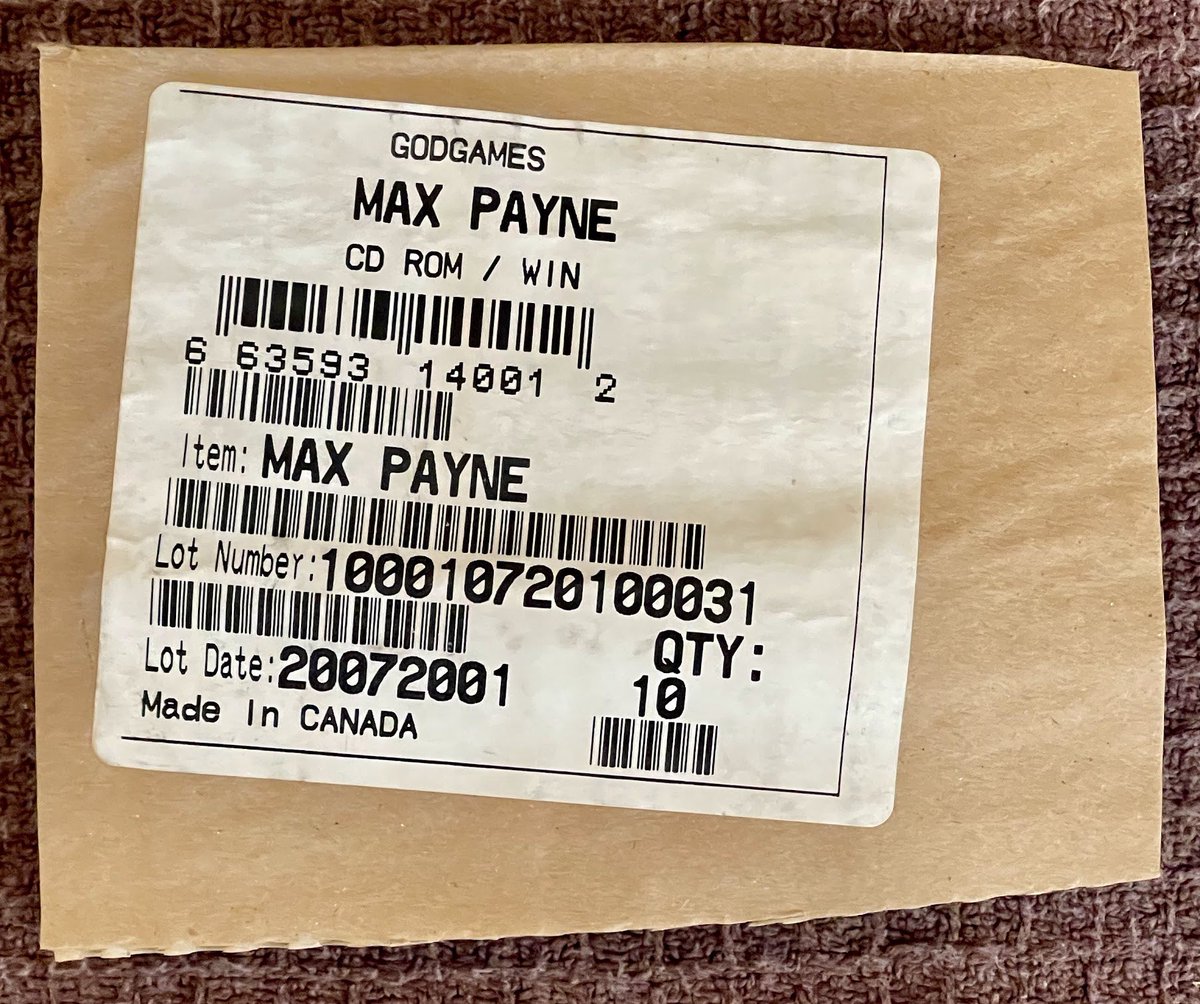 GODGAMES
MAX PAYNE
CD ROM / WIN
6 63593 14001 2
Item: MAX PAYNE
Lot Number:100010720100031
Lot Date:20072001
QTY:
10
Made In CANADA